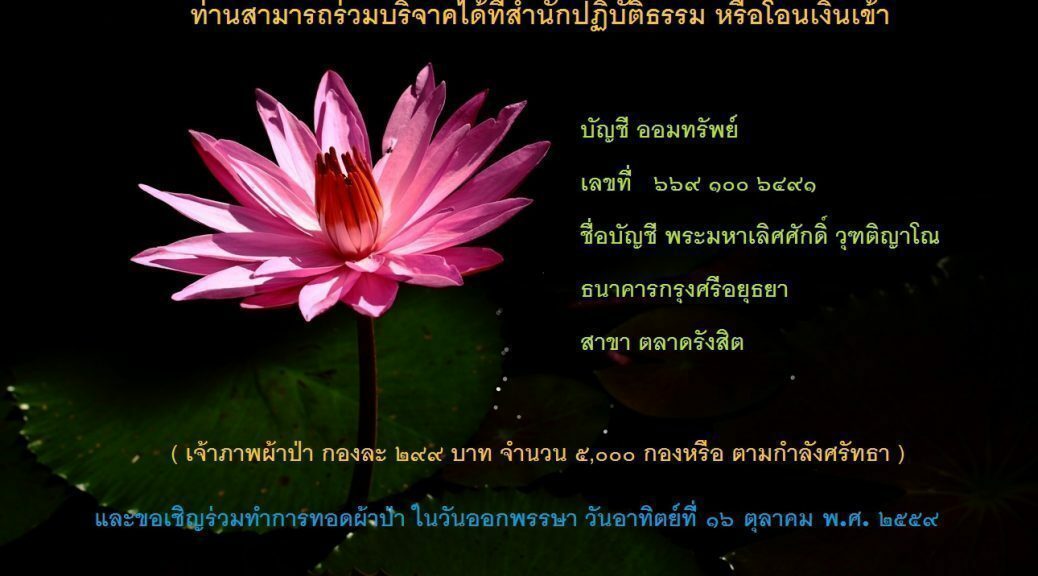 ท่านสามารถร่วมบริจาคได้ที่สำนักปฏิบัติธรรม หรือโอนเงินเข้า
บัญชี ออมทรัพย์
เลขที่ ๖๖๙ ๑๐๐ ๖๔๙๑
ชื่อบัญชี พระมหาเลิศศักดิ์ วุฑฒิญาโณ
ธนาคารกรุงศรีอยุธยา
สาขา ตลาดรังสิต
( เจ้าภาพผ้าป่า กองละ ๒๙๙ บาท จำนวน ๕,๐๐๐ กองหรือ ตามกำลังศรัทธา )
และขอเชิญร่วมทำการทอดผ้าป่า ในวันออกพรรษา วันอาทิตย์ที่ ๑๖ ตุลาคม พ.ศ. ๒๕๕๙